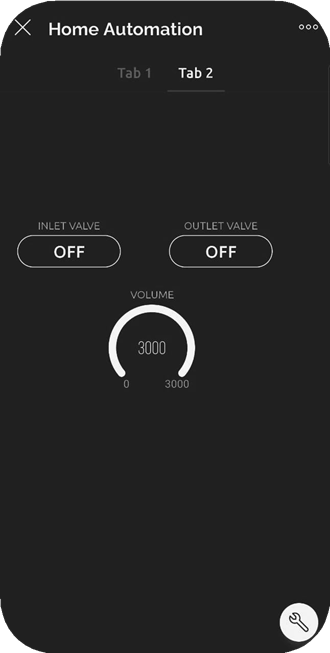 Home Automation
Tab 1 Tab 2
INLET VALVE OUTLET VALVE
OFF OFF
VOLUME
3000
0 3000